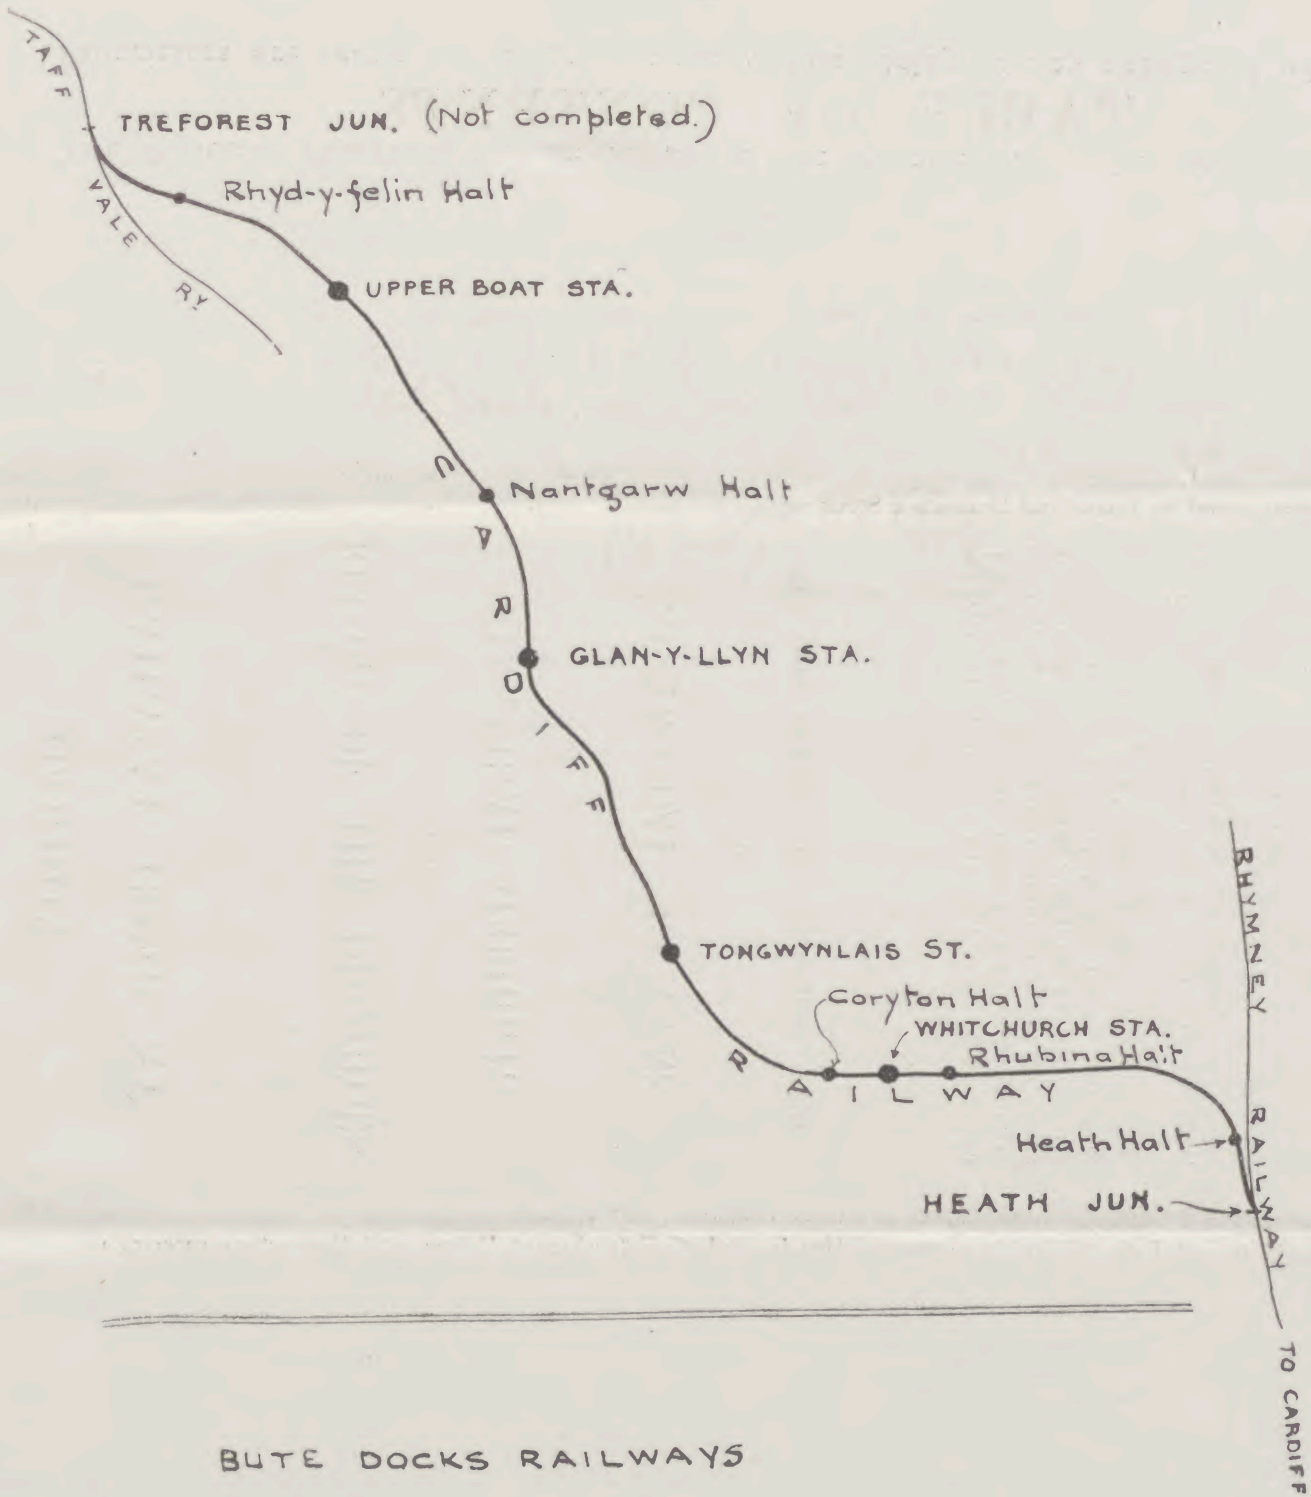 TAFF
VALE
RY
TREFOREST JUN. (Not completed.)
Rhyd-y-felin Halt
UPPER BOAT STA.
Nantgarw Halt
CARDIFF
GLAN-Y-LLYN STA.
TONGWYNLAIS ST.
Coryton Halt
WHITCHURCH STA.
Rhubina Halt
RAILWAY
RHYMNEY RAILWAY
Heath Halt
HEATH JUN.
TO CARDIFF
BUTE DOCKS RAILWAYS